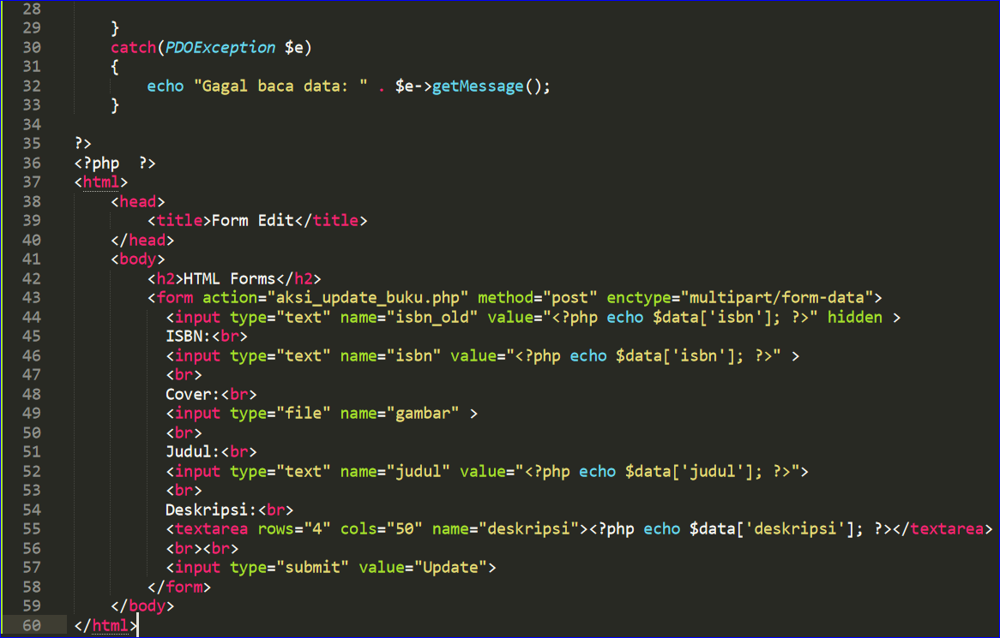 28
29 }
30 catch(PDOException $e)
31 {
32 echo "Gagal baca data: " . $e->getMessage();
33 }
34
35 ?>
36 <?php  ?>
37 <html>
38 <head>
39 <title>Form Edit</title>
40 </head>
41 <body>
42 <h2>HTML Forms</h2>
43 <form action="aksi_update_buku.php" method="post" enctype="multipart/form-data">
44 <input type="text" name="isbn_old" value="<?php echo $data['isbn']; ?>" hidden >
45 ISBN:<br>
46 <input type="text" name="isbn" value="<?php echo $data['isbn']; ?>" >
47 <br>
48 Cover:<br>
49 <input type="file" name="gambar" >
50 <br>
51 Judul:<br>
52 <input type="text" name="judul" value="<?php echo $data['judul']; ?>">
53 <br>
54 Deskripsi:<br>
55 <textarea rows="4" cols="50" name="deskripsi"><?php echo $data['deskripsi']; ?></textarea>
56 <br><br>
57 <input type="submit" value="Update">
58 </form>
59 </body>
60 </html>